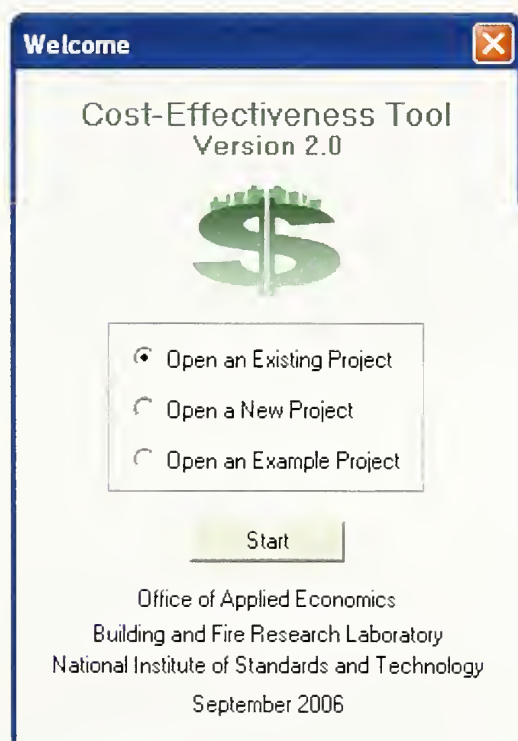 Welcome
Cost-Effectiveness Tool
Version 2.0
Open an Existing Project
Open a New Project
Open an Example Project
Start
Office of Applied Economics
Building and Fire Research Laboratory
National Institute of Standards and Technology
September 2006